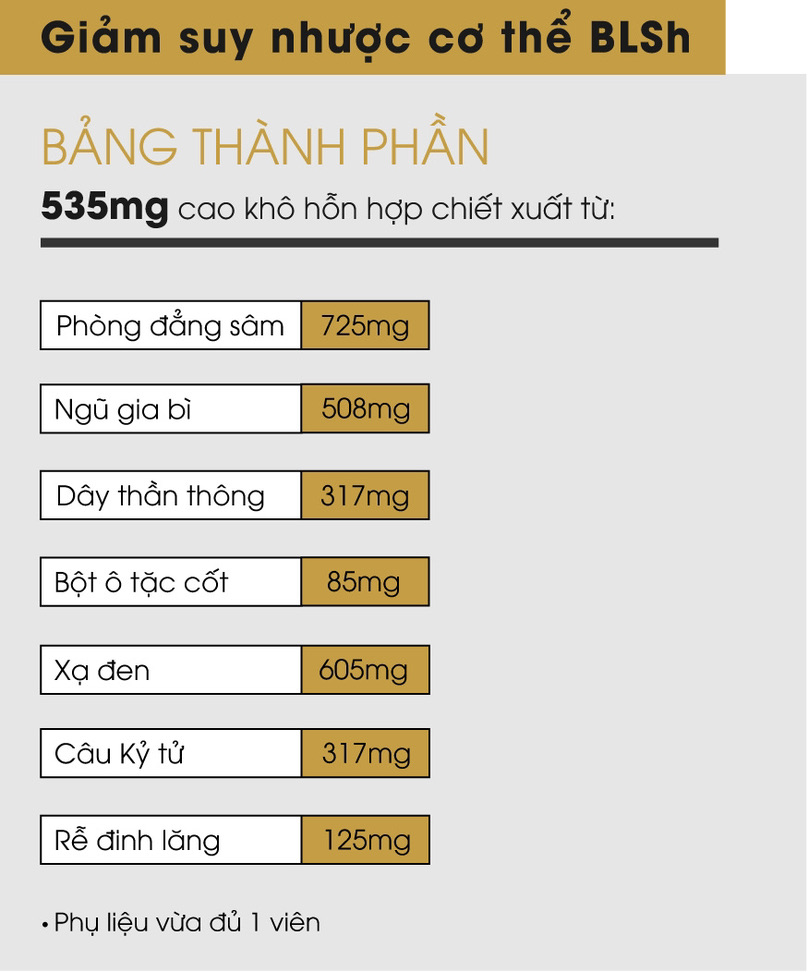 Giảm suy nhược cơ thể BLSh
BẢNG THÀNH PHẦN
535mg cao khô hỗn hợp chiết xuất từ:
Phòng đẳng sâm 725mg
Ngũ gia bì 508mg
Dây thần thông 317mg
Bột ô tặc cốt 85mg
Xạ đen 605mg
Câu Kỷ tử 317mg
Rễ đinh lăng 125mg
• Phụ liệu vừa đủ 1 viên